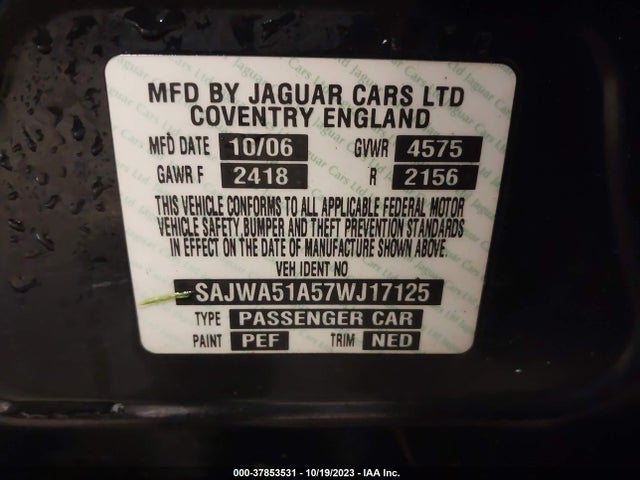 MFD BY JAGUAR CARS LTD
COVENTRY ENGLAND
MFD DATE 10/06 GVWR 4575
GAWR F 2418 R 2156
THIS VEHICLE CONFORMS TO ALL APPLICABLE FEDERAL MOTOR
VEHICLE SAFETY,BUMPER AND THEFT PREVENTION STANDARDS
IN EFFECT ON THE DATE OF MANUFACTURE SHOWN ABOVE.
VEH IDENT NO
SAJWA51A57WJ17125
TYPE PASSENGER CAR
PAINT PEF TRIM NED
000-37853531 - 10/19/2023 - IAA Inc.